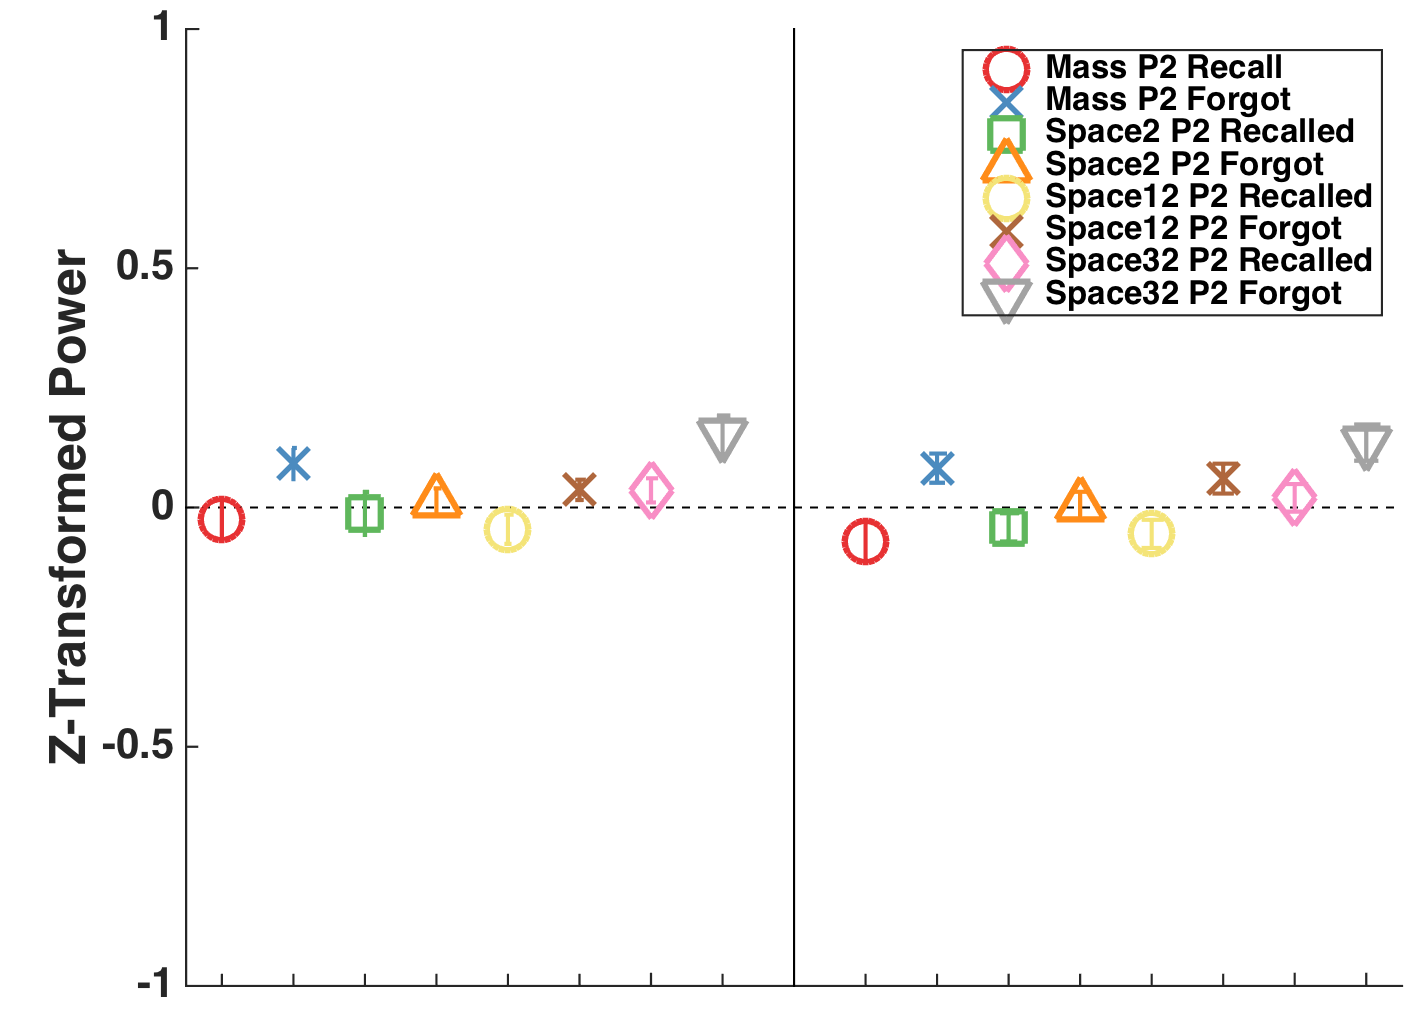 Z-Transformed Power
1
0.5
0
-0.5
-1
Mass P2 Recall
Mass P2 Forgot
Space2 P2 Recalled
Space2 P2 Forgot
Space12 P2 Recalled
Space12 P2 Forgot
Space32 P2 Recalled
Space32 P2 Forgot